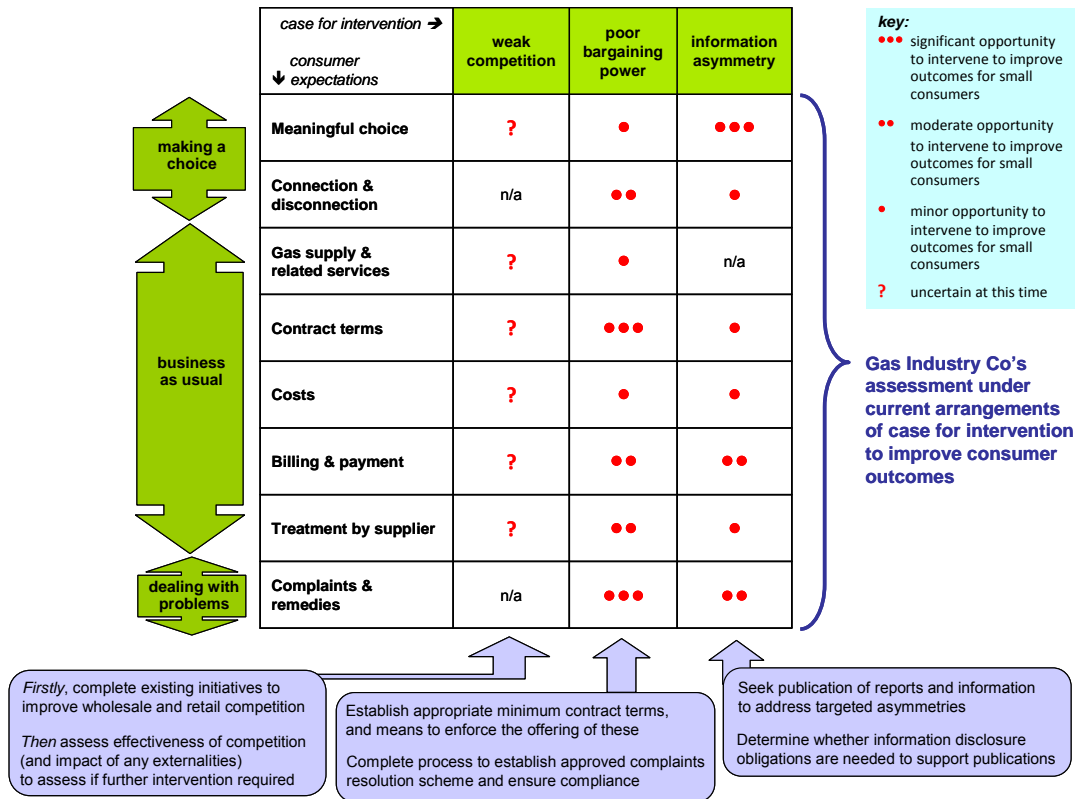 case for intervention ➔
consumer
🡇 expectations
weak
competition
poor
bargaining
power
information
asymmetry
key:
●●● significant opportunity
to intervene to improve
outcomes for small
consumers
●● moderate opportunity
to intervene to improve
outcomes for small
consumers
● minor opportunity to
intervene to improve
outcomes for small
consumers
? uncertain at this time
making a
choice
Meaningful choice
?
●
●●●
Connection &
disconnection
n/a
●●
●
business
as usual
Gas supply &
related services
?
●
n/a
Contract terms
?
●●●
●
Costs
?
●
●
Billing & payment
?
●●
●●
Treatment by supplier
?
●●
●
dealing with
problems
Complaints &
remedies
n/a
●●●
●●
Gas Industry Co's
assessment under
current arrangements
of case for intervention
to improve consumer
outcomes
Firstly, complete existing initiatives to
improve wholesale and retail competition
Then assess effectiveness of competition
(and impact of any externalities)
to assess if further intervention required
Establish appropriate minimum contract terms,
and means to enforce the offering of these
Complete process to establish approved complaints
resolution scheme and ensure compliance
Seek publication of reports and information
to address targeted asymmetries
Determine whether information disclosure
obligations are needed to support publications